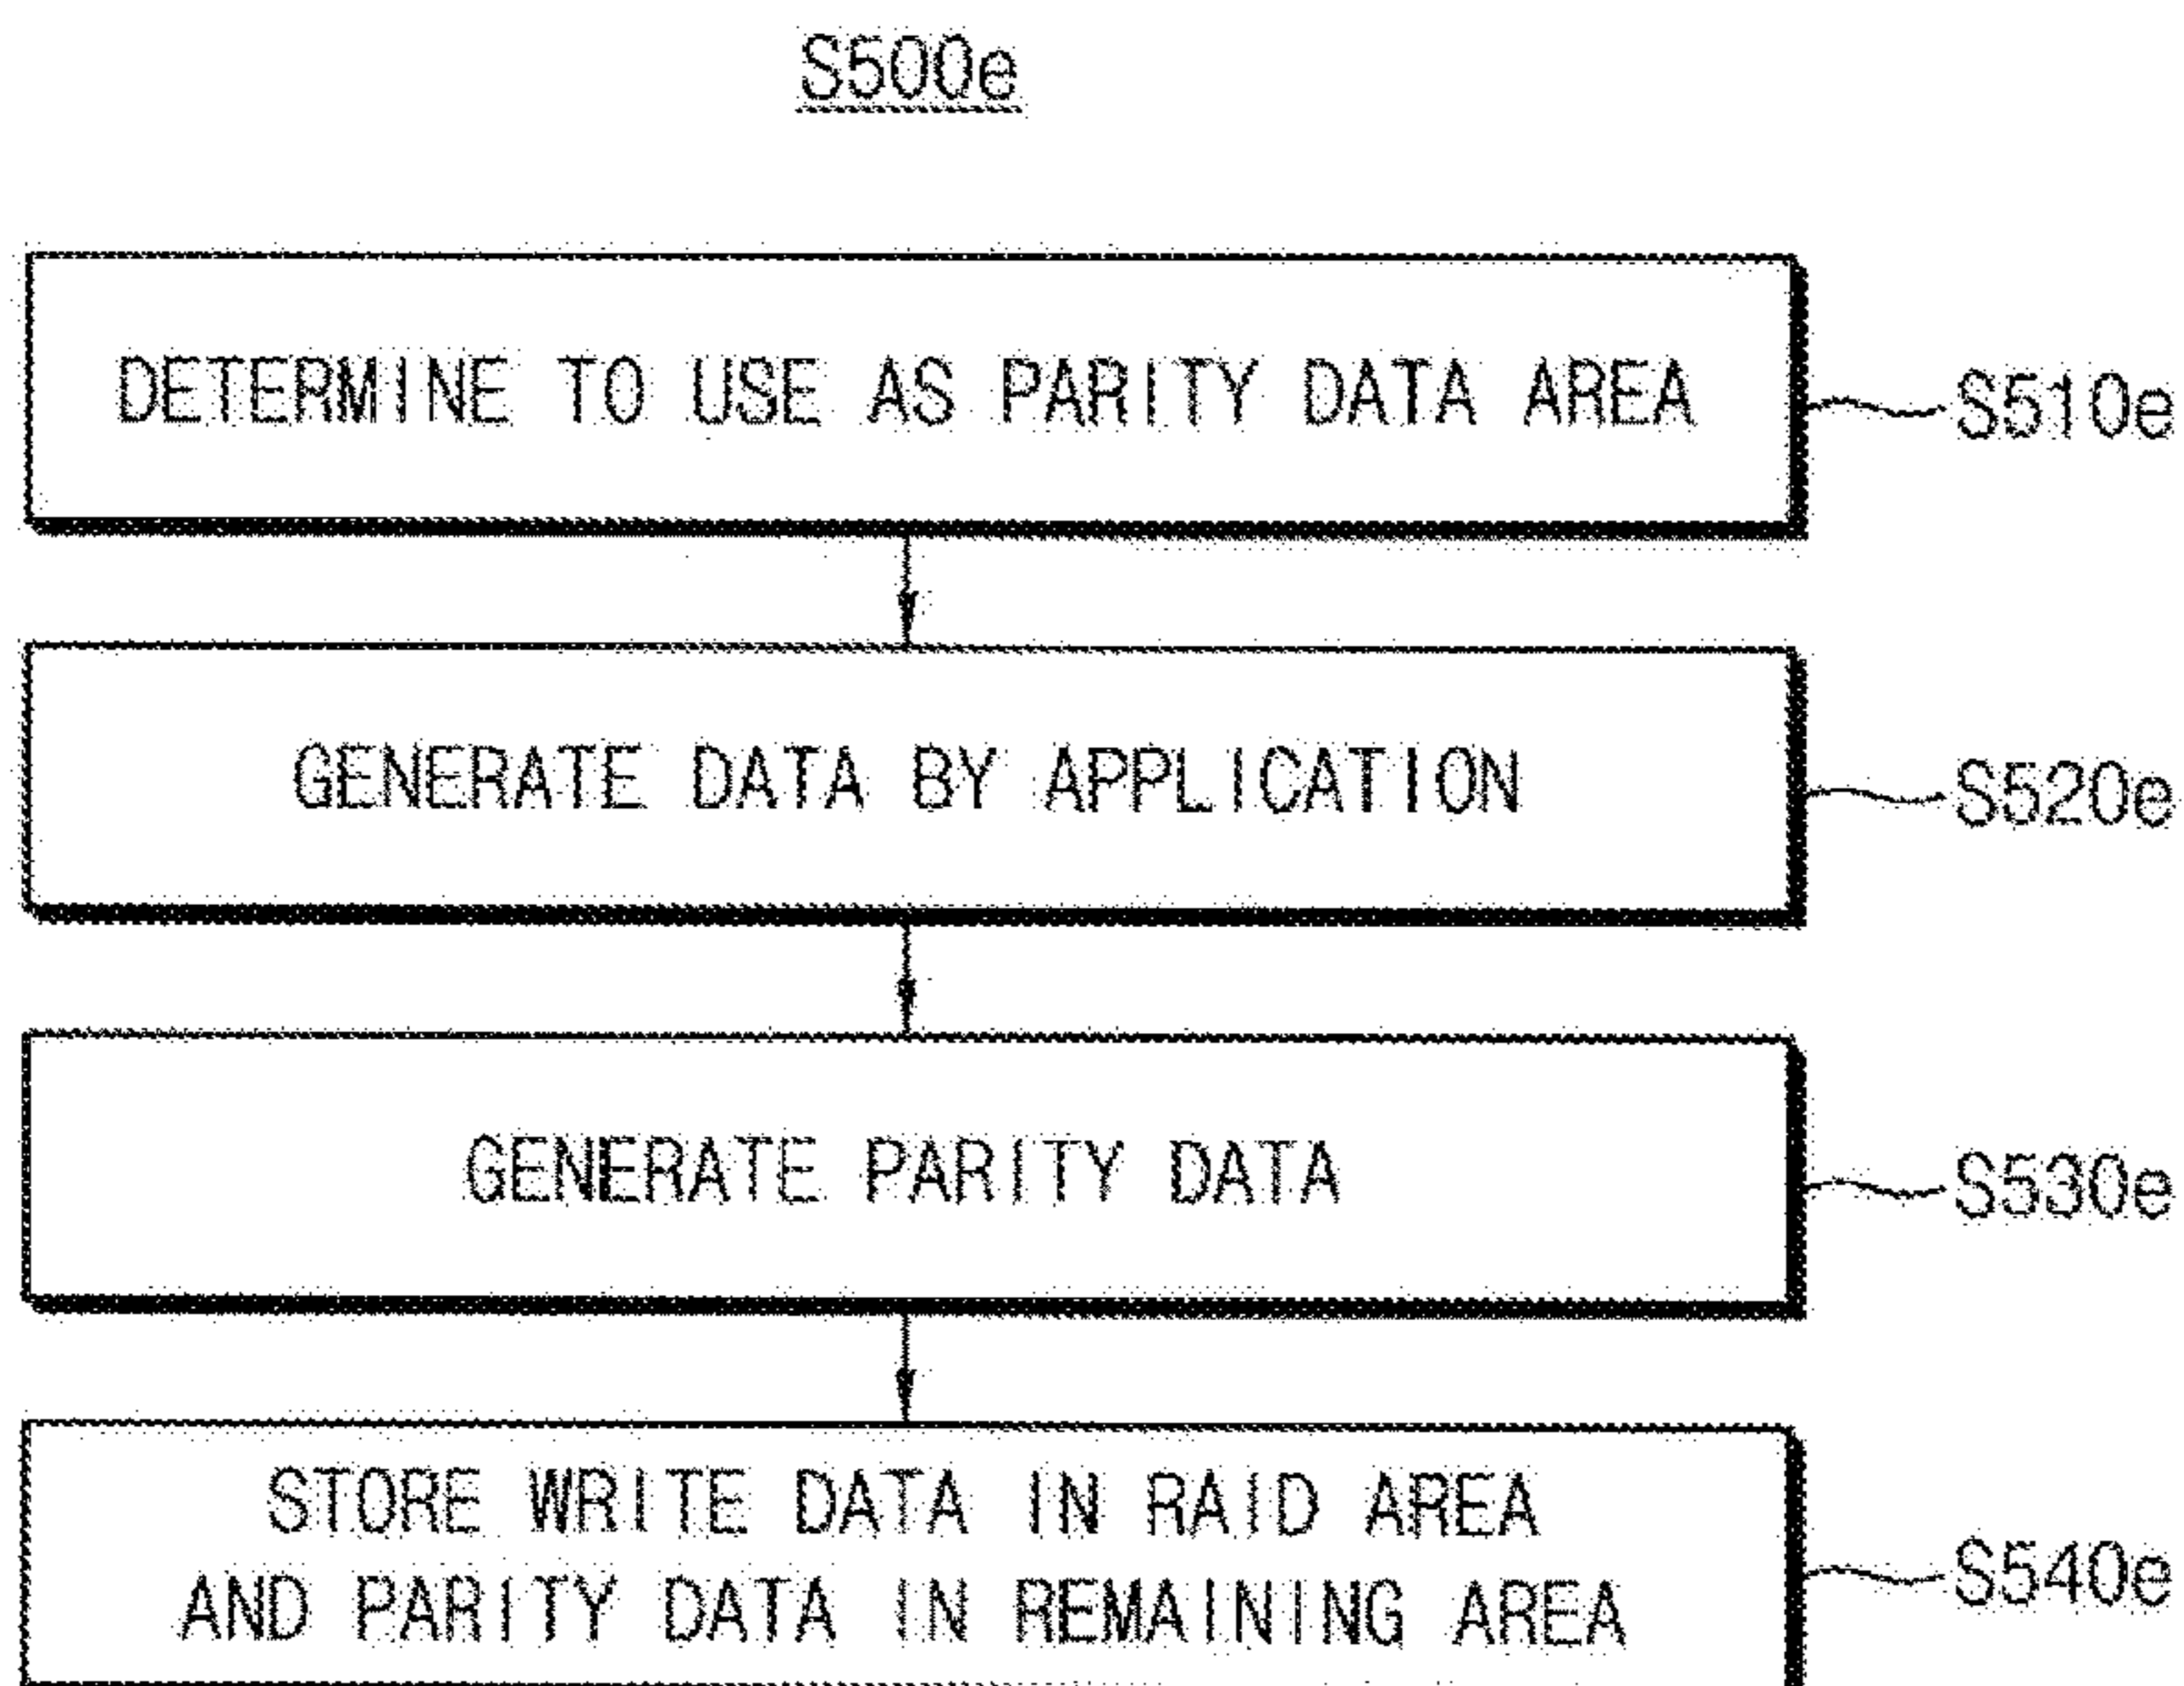 S500e
DETERMINE TO USE AS PARITY DATA AREA
S510e
GENERATE DATA BY APPLICATION
S520e
GENERATE PARITY DATA
S530e
STORE WRITE DATA IN RAID AREA
AND PARITY DATA IN REMAINING AREA
S540e